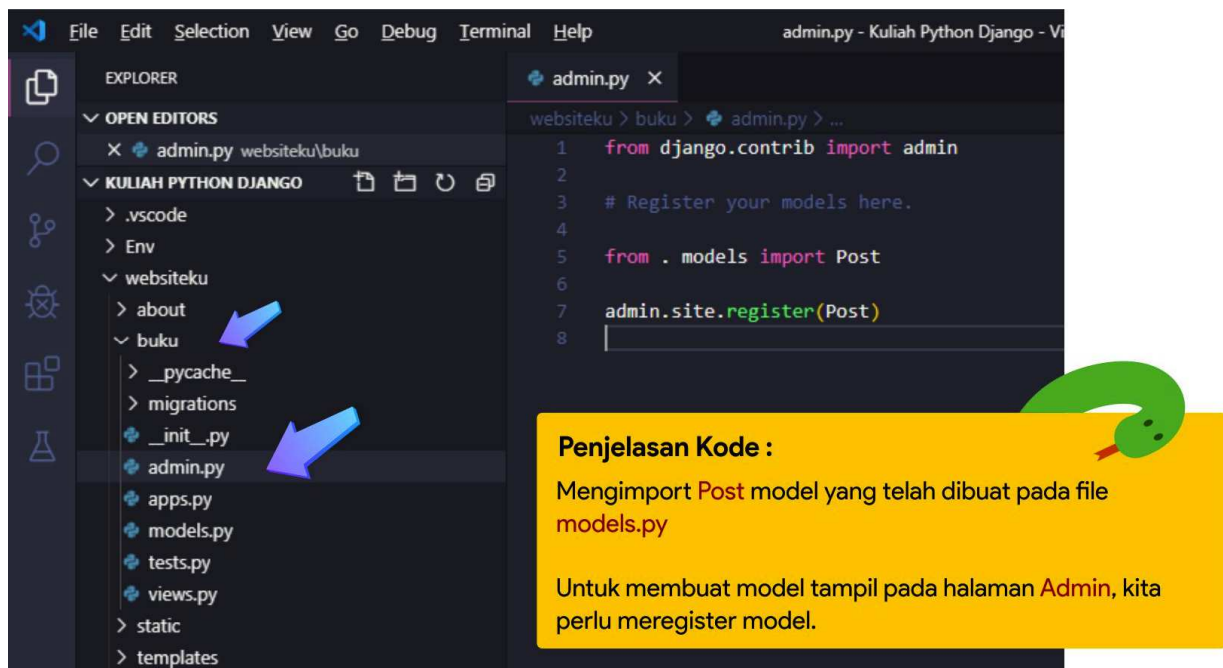 File Edit Selection View Go Debug Terminal Help
admin.py - Kuliah Python Django - Vi
EXPLORER
OPEN EDITORS
admin.py websiteku\buku
KULIAH PYTHON DJANGO
.vscode
Env
websiteku
about
buku
__pycache__
migrations
__init__.py
admin.py
apps.py
models.py
tests.py
views.py
static
templates
admin.py
websiteku > buku > admin.py > ...
1 from django.contrib import admin
2
3 # Register your models here.
4
5 from . models import Post
6
7 admin.site.register(Post)
8
Penjelasan Kode :
Mengimport Post model yang telah dibuat pada file
models.py
Untuk membuat model tampil pada halaman Admin, kita
perlu meregister model.